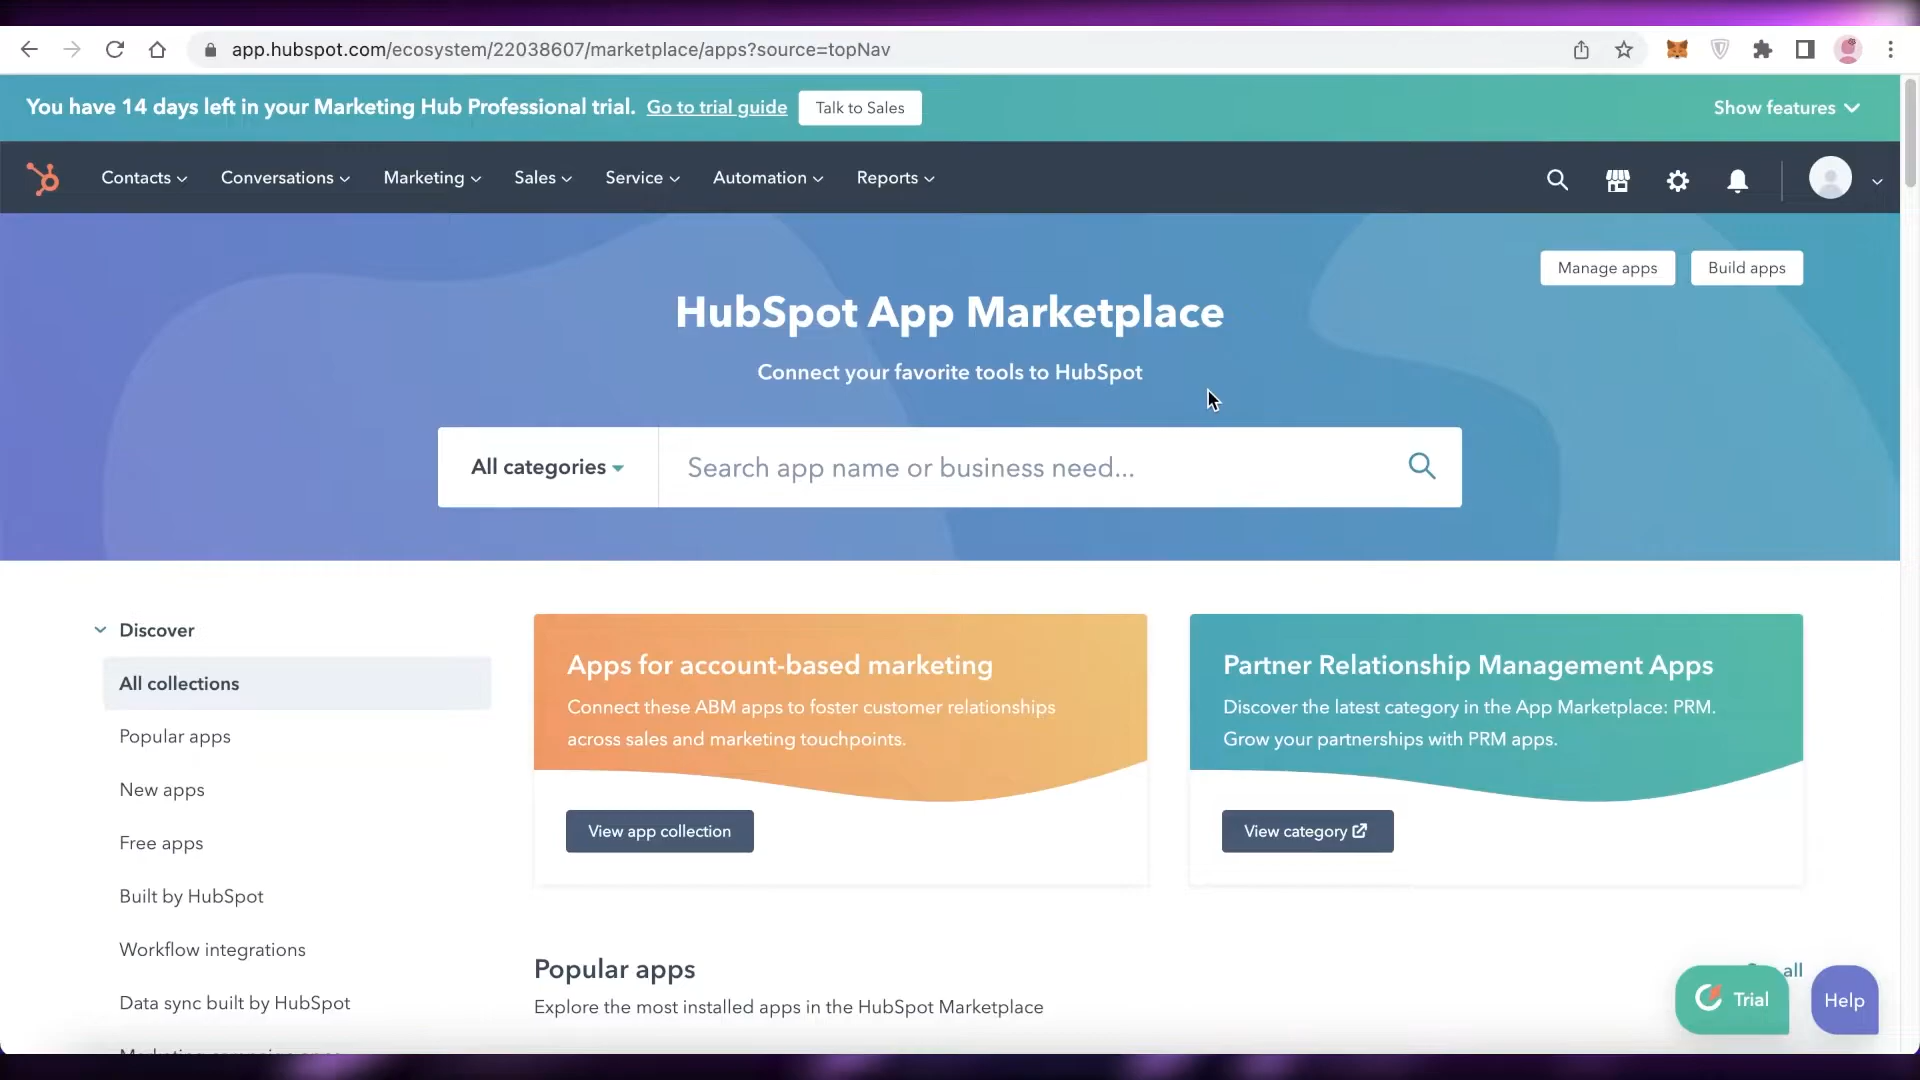 app.hubspot.com/ecosystem/22038607/marketplace/apps?source=topNav
You have 14 days left in your Marketing Hub Professional trial. Go to trial guide Talk to Sales Show features
Contacts Conversations Marketing Sales Service Automation Reports
Manage apps Build apps
HubSpot App Marketplace
Connect your favorite tools to HubSpot
All categories Search app name or business need...
Discover
All collections
Popular apps
New apps
Free apps
Built by HubSpot
Workflow integrations
Data sync built by HubSpot
Apps for account-based marketing
Connect these ABM apps to foster customer relationships
across sales and marketing touchpoints.
View app collection
Partner Relationship Management Apps
Discover the latest category in the App Marketplace: PRM.
Grow your partnerships with PRM apps.
View category
Popular apps
all
Explore the most installed apps in the HubSpot Marketplace
Trial
Help